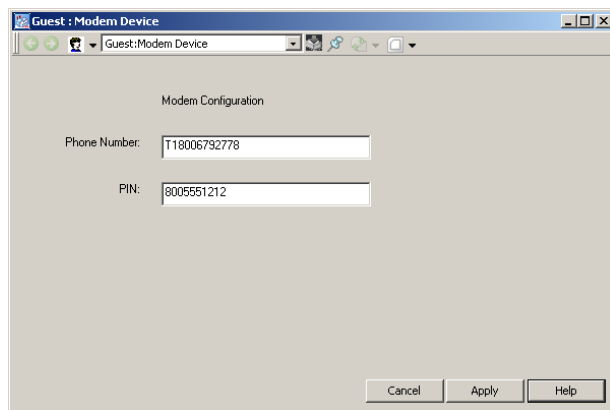 Guest : Modem Device
Guest:Modem Device
Modem Configuration
Phone Number: T18006792778
PIN: 8005551212
Cancel Apply Help